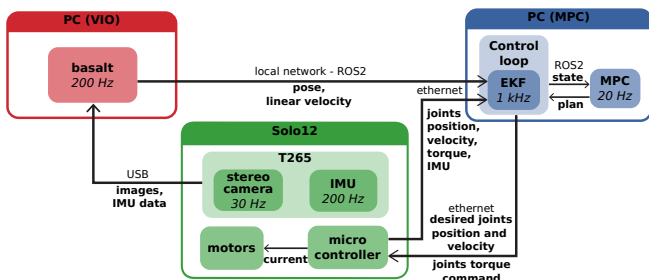 PC (VIO)
basalt
200 Hz
local network - ROS2
pose,
linear velocity
PC (MPC)
Control
loop
EKF
1 kHz
ROS2
state
plan
MPC
20 Hz
ethernet
joints
position,
velocity,
torque,
IMU
Solo12
T265
stereo
camera
30 Hz
IMU
200 Hz
USB
images,
IMU data
motors
current
micro
controller
ethernet
desired joints
position and
velocity
joints torque
command